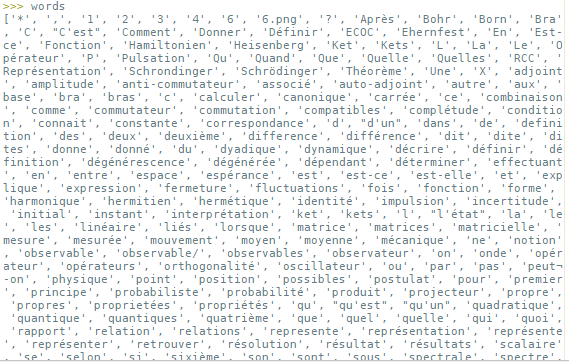 >>> words
['*', ',', '1', '2', '3', '4', '6', '6.png', '?', 'Après', 'Bohr', 'Born', 'Bra'
, 'C', "C'est", 'Comment', 'Donner', 'Définir', 'ECOC', 'Ehernfest', 'En', 'Est-
ce', 'Fonction', 'Hamiltonien', 'Heisenberg', 'Ket', 'Kets', 'L', 'La', 'Le', 'O
pérateur', 'P', 'Pulsation', 'Qu', 'Quand', 'Que', 'Quelle', 'Quelles', 'RCC', '
Représentation', 'Schrondinger', 'Schrödinger', 'Théorème', 'Une', 'X', 'adjoint
', 'amplitude', 'anti-commutateur', 'associé', 'auto-adjoint', 'autre', 'aux', '
base', 'bra', 'bras', 'c', 'calculer', 'canonique', 'carrée', 'ce', 'combinaison
', 'comme', 'commutateur', 'commutation', 'compatibles', 'complétude', 'conditio
n', 'connait', 'constante', 'correspondance', 'd', "d'un", 'dans', 'de', 'defini
tion', 'des', 'deux', 'deuxième', 'difference', 'différence', 'dit', 'dite', 'di
tes', 'donne', 'donné', 'du', 'dyadique', 'dynamique', 'décrire', 'définir', 'dé
finition', 'dégénérescence', 'dégénérée', 'dépendant', 'déterminer', 'effectuant
', 'en', 'entre', 'espace', 'espérance', 'est', 'est-ce', 'est-elle', 'et', 'exp
lique', 'expression', 'fermeture', 'fluctuations', 'fois', 'fonction', 'forme',
'harmonique', 'hermitien', 'hermétique', 'identité', 'impulsion', 'incertitude',
'initial', 'instant', 'interprétation', 'ket', 'kets', 'l', "l'état", 'la', 'le
', 'les', 'linéaire', 'liés', 'lorsque', 'matrice', 'matrices', 'matricielle', '
mesure', 'mesurée', 'mouvement', 'moyen', 'moyenne', 'mécanique', 'ne', 'notion'
, 'observable', 'observable/', 'observables', 'observateur', 'on', 'onde', 'opér
ateur', 'opérateurs', 'orthogonalité', 'oscillateur', 'ou', 'par', 'pas', 'peut-
-on', 'physique', 'point', 'position', 'possibles', 'postulat', 'pour', 'premier
', 'principe', 'probabiliste', 'probabilité', 'produit', 'projecteur', 'propre',
'propres', 'propriétées', 'propriétés', 'qu', "qu'est", "qu'un", 'quadratique',
'quantique', 'quantiques', 'quatrième', 'que', 'quel', 'quelle', 'qui', 'quoi',
'rapport', 'relation', 'relations', 'represente', 'représentation', 'représente
', 'représenter', 'retrouver', 'résolution', 'résultat', 'résultats', 'scalaire'
, 'se', 'selon', 'si', 'sixième', 'son', 'sont', 'sous', 'spectrale', 'spectre',